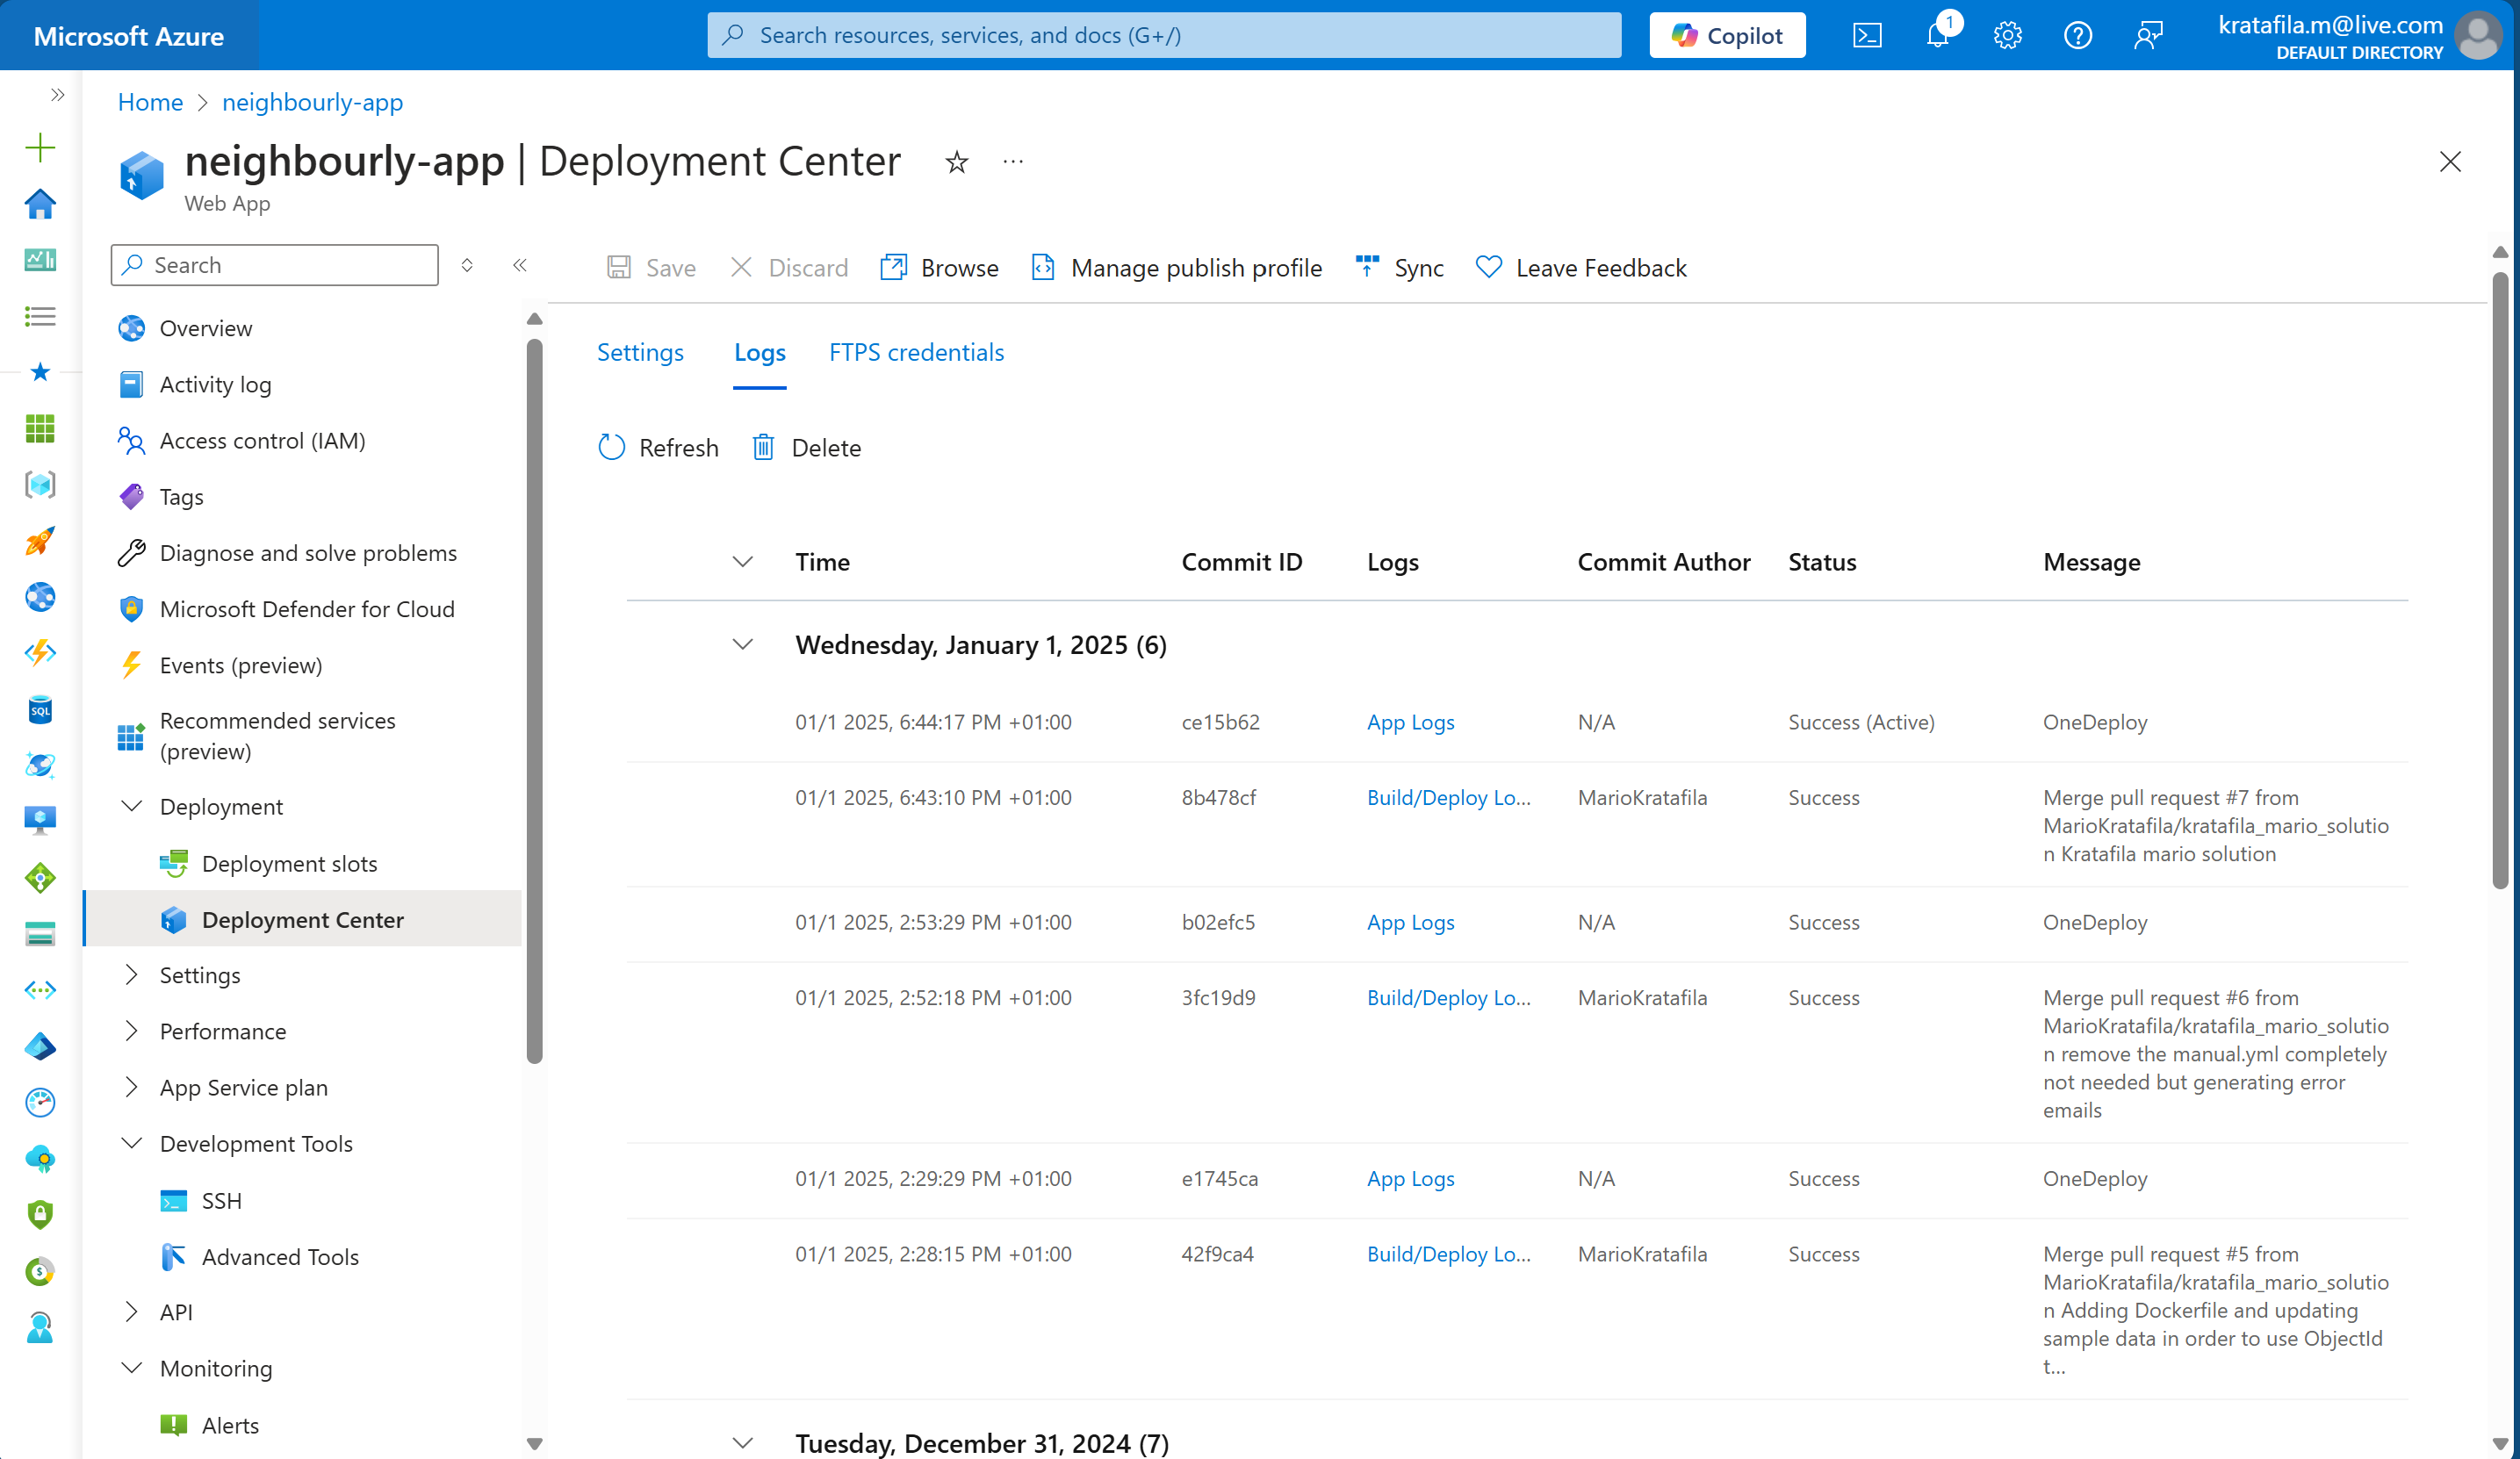 Microsoft Azure
Search resources, services, and docs (G+/)
Copilot
1
kratafila.m@live.com
DEFAULT DIRECTORY
Home > neighbourly-app
neighbourly-app | Deployment Center
Web App
Search
Save
Discard
Browse
Manage publish profile
Sync
Leave Feedback
Overview
Activity log
Access control (IAM)
Tags
Diagnose and solve problems
Microsoft Defender for Cloud
Events (preview)
Recommended services
(preview)
Deployment
Deployment slots
Deployment Center
Settings
Performance
App Service plan
Development Tools
SSH
Advanced Tools
API
Monitoring
Alerts
SQL
Settings
Logs
FTPS credentials
Refresh
Delete
Time
Commit ID
Logs
Commit Author
Status
Message
Wednesday, January 1, 2025 (6)
01/1 2025, 6:44:17 PM +01:00
ce15b62
App Logs
N/A
Success (Active)
OneDeploy
01/1 2025, 6:43:10 PM +01:00
8b478cf
Build/Deploy Lo...
MarioKratafila
Success
Merge pull request #7 from
MarioKratafila/kratafila_mario_solutio
n Kratafila mario solution
01/1 2025, 2:53:29 PM +01:00
b02efc5
App Logs
N/A
Success
OneDeploy
01/1 2025, 2:52:18 PM +01:00
3fc19d9
Build/Deploy Lo...
MarioKratafila
Success
Merge pull request #6 from
MarioKratafila/kratafila_mario_solutio
n remove the manual.yml completely
not needed but generating error
emails
01/1 2025, 2:29:29 PM +01:00
e1745ca
App Logs
N/A
Success
OneDeploy
01/1 2025, 2:28:15 PM +01:00
42f9ca4
Build/Deploy Lo...
MarioKratafila
Success
Merge pull request #5 from
MarioKratafila/kratafila_mario_solutio
n Adding Dockerfile and updating
sample data in order to use ObjectId
t...
Tuesday, December 31, 2024 (7)